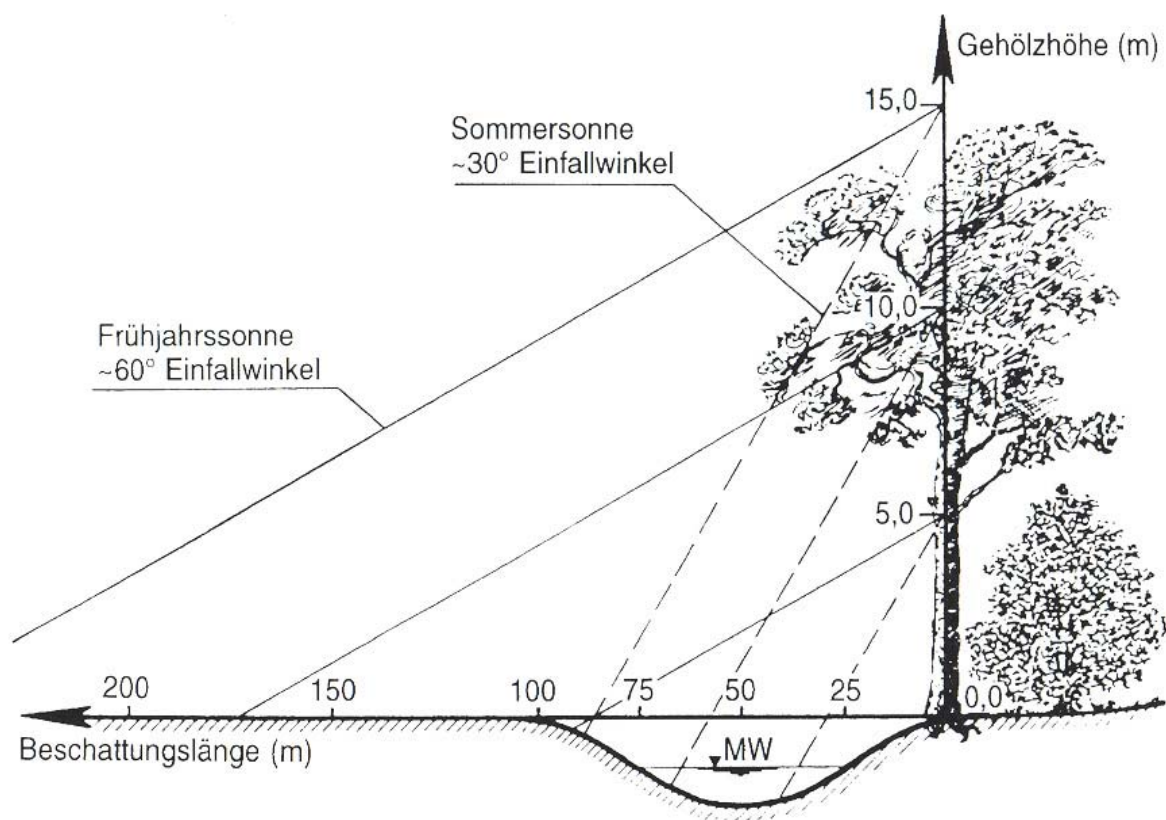 Gehölzhöhe (m)
15,0
Sommersonne
~30° Einfallwinkel
10,0
Frühjahrssonne
~60° Einfallwinkel
5,0
200 150 100 75 50 25 0,0
Beschattungslänge (m)
MW